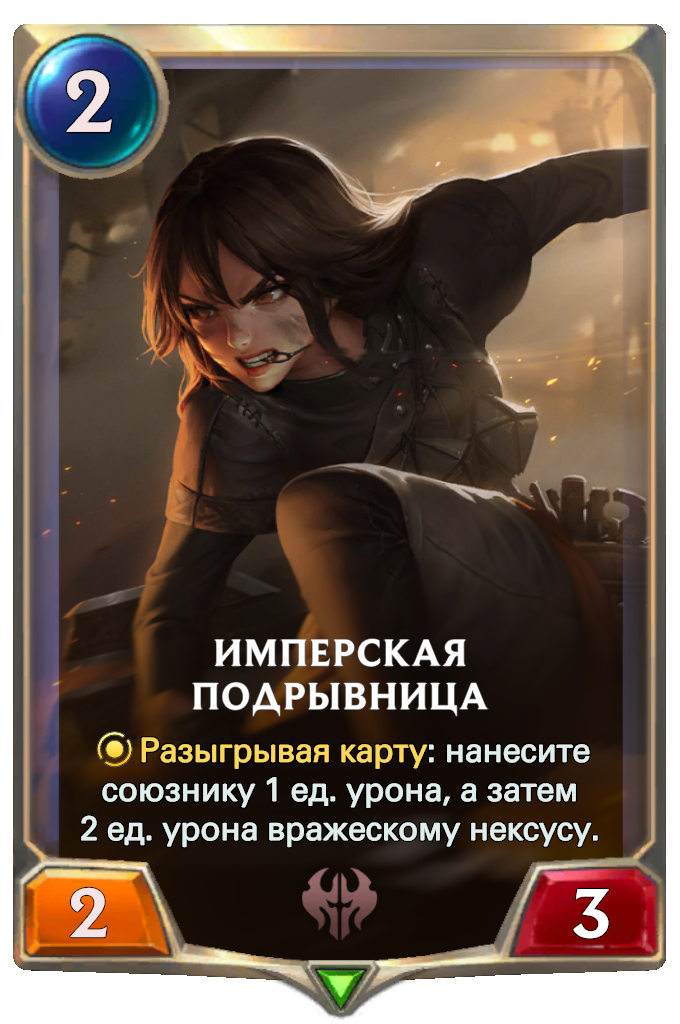 2
ИМПЕРСКАЯ
ПОДРЫВНИЦА
Разыгрывая карту: нанесите
союзнику 1 ед. урона, а затем
2 ед. урона вражескому нексусу.
2
3